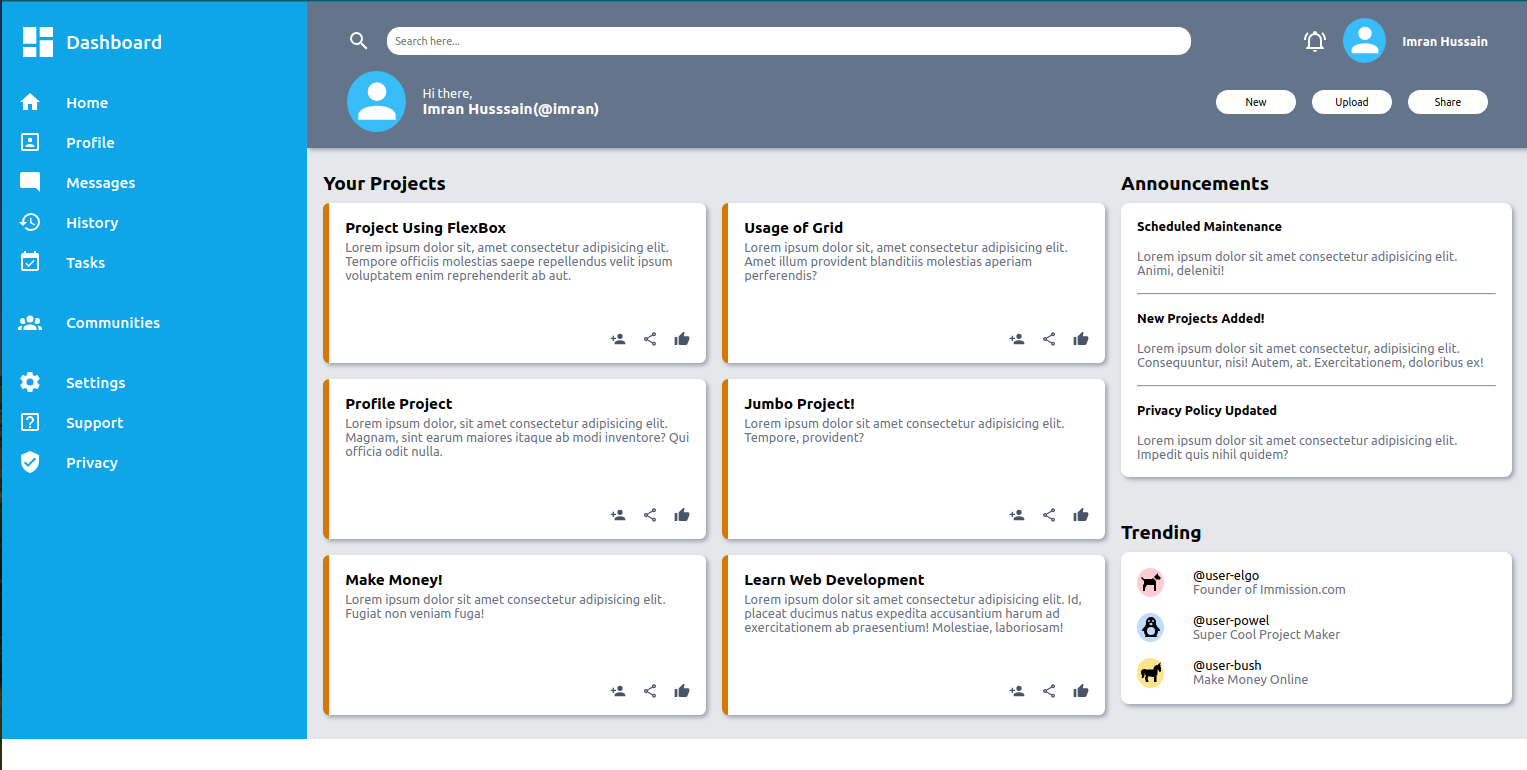 Dashboard
Home
Profile
Messages
History
Tasks
Communities
Settings
Support
Privacy
Search here...
Imran Hussain
Hi there,
Imran Husssain(@imran)
New
Upload
Share
Your Projects
Project Using FlexBox
Lorem ipsum dolor sit, amet consectetur adipisicing elit.
Tempore officiis molestias saepe repellendus velit ipsum
voluptatem enim reprehenderit ab aut.
Usage of Grid
Lorem ipsum dolor sit, amet consectetur adipisicing elit.
Amet illum provident blanditiis molestias aperiam
perferendis?
Profile Project
Lorem ipsum dolor, sit amet consectetur adipisicing elit.
Magnam, sint earum maiores itaque ab modi inventore? Qui
officia odit nulla.
Jumbo Project!
Lorem ipsum dolor sit amet consectetur adipisicing elit.
Tempore, provident?
Make Money!
Lorem ipsum dolor sit amet consectetur adipisicing elit.
Fugiat non veniam fuga!
Learn Web Development
Lorem ipsum dolor sit amet consectetur adipisicing elit. Id,
placeat ducimus natus expedita accusantium harum ad
exercitationem ab praesentium! Molestiae, laboriosam!
Announcements
Scheduled Maintenance
Lorem ipsum dolor sit amet consectetur adipisicing elit.
Animi, deleniti!
New Projects Added!
Lorem ipsum dolor sit amet consectetur, adipisicing elit.
Consequuntur, nisi! Autem, at. Exercitationem, doloribus ex!
Privacy Policy Updated
Lorem ipsum dolor sit amet consectetur adipisicing elit.
Impedit quis nihil quidem?
Trending
@user-elgo
Founder of Immission.com
@user-powel
Super Cool Project Maker
@user-bush
Make Money Online